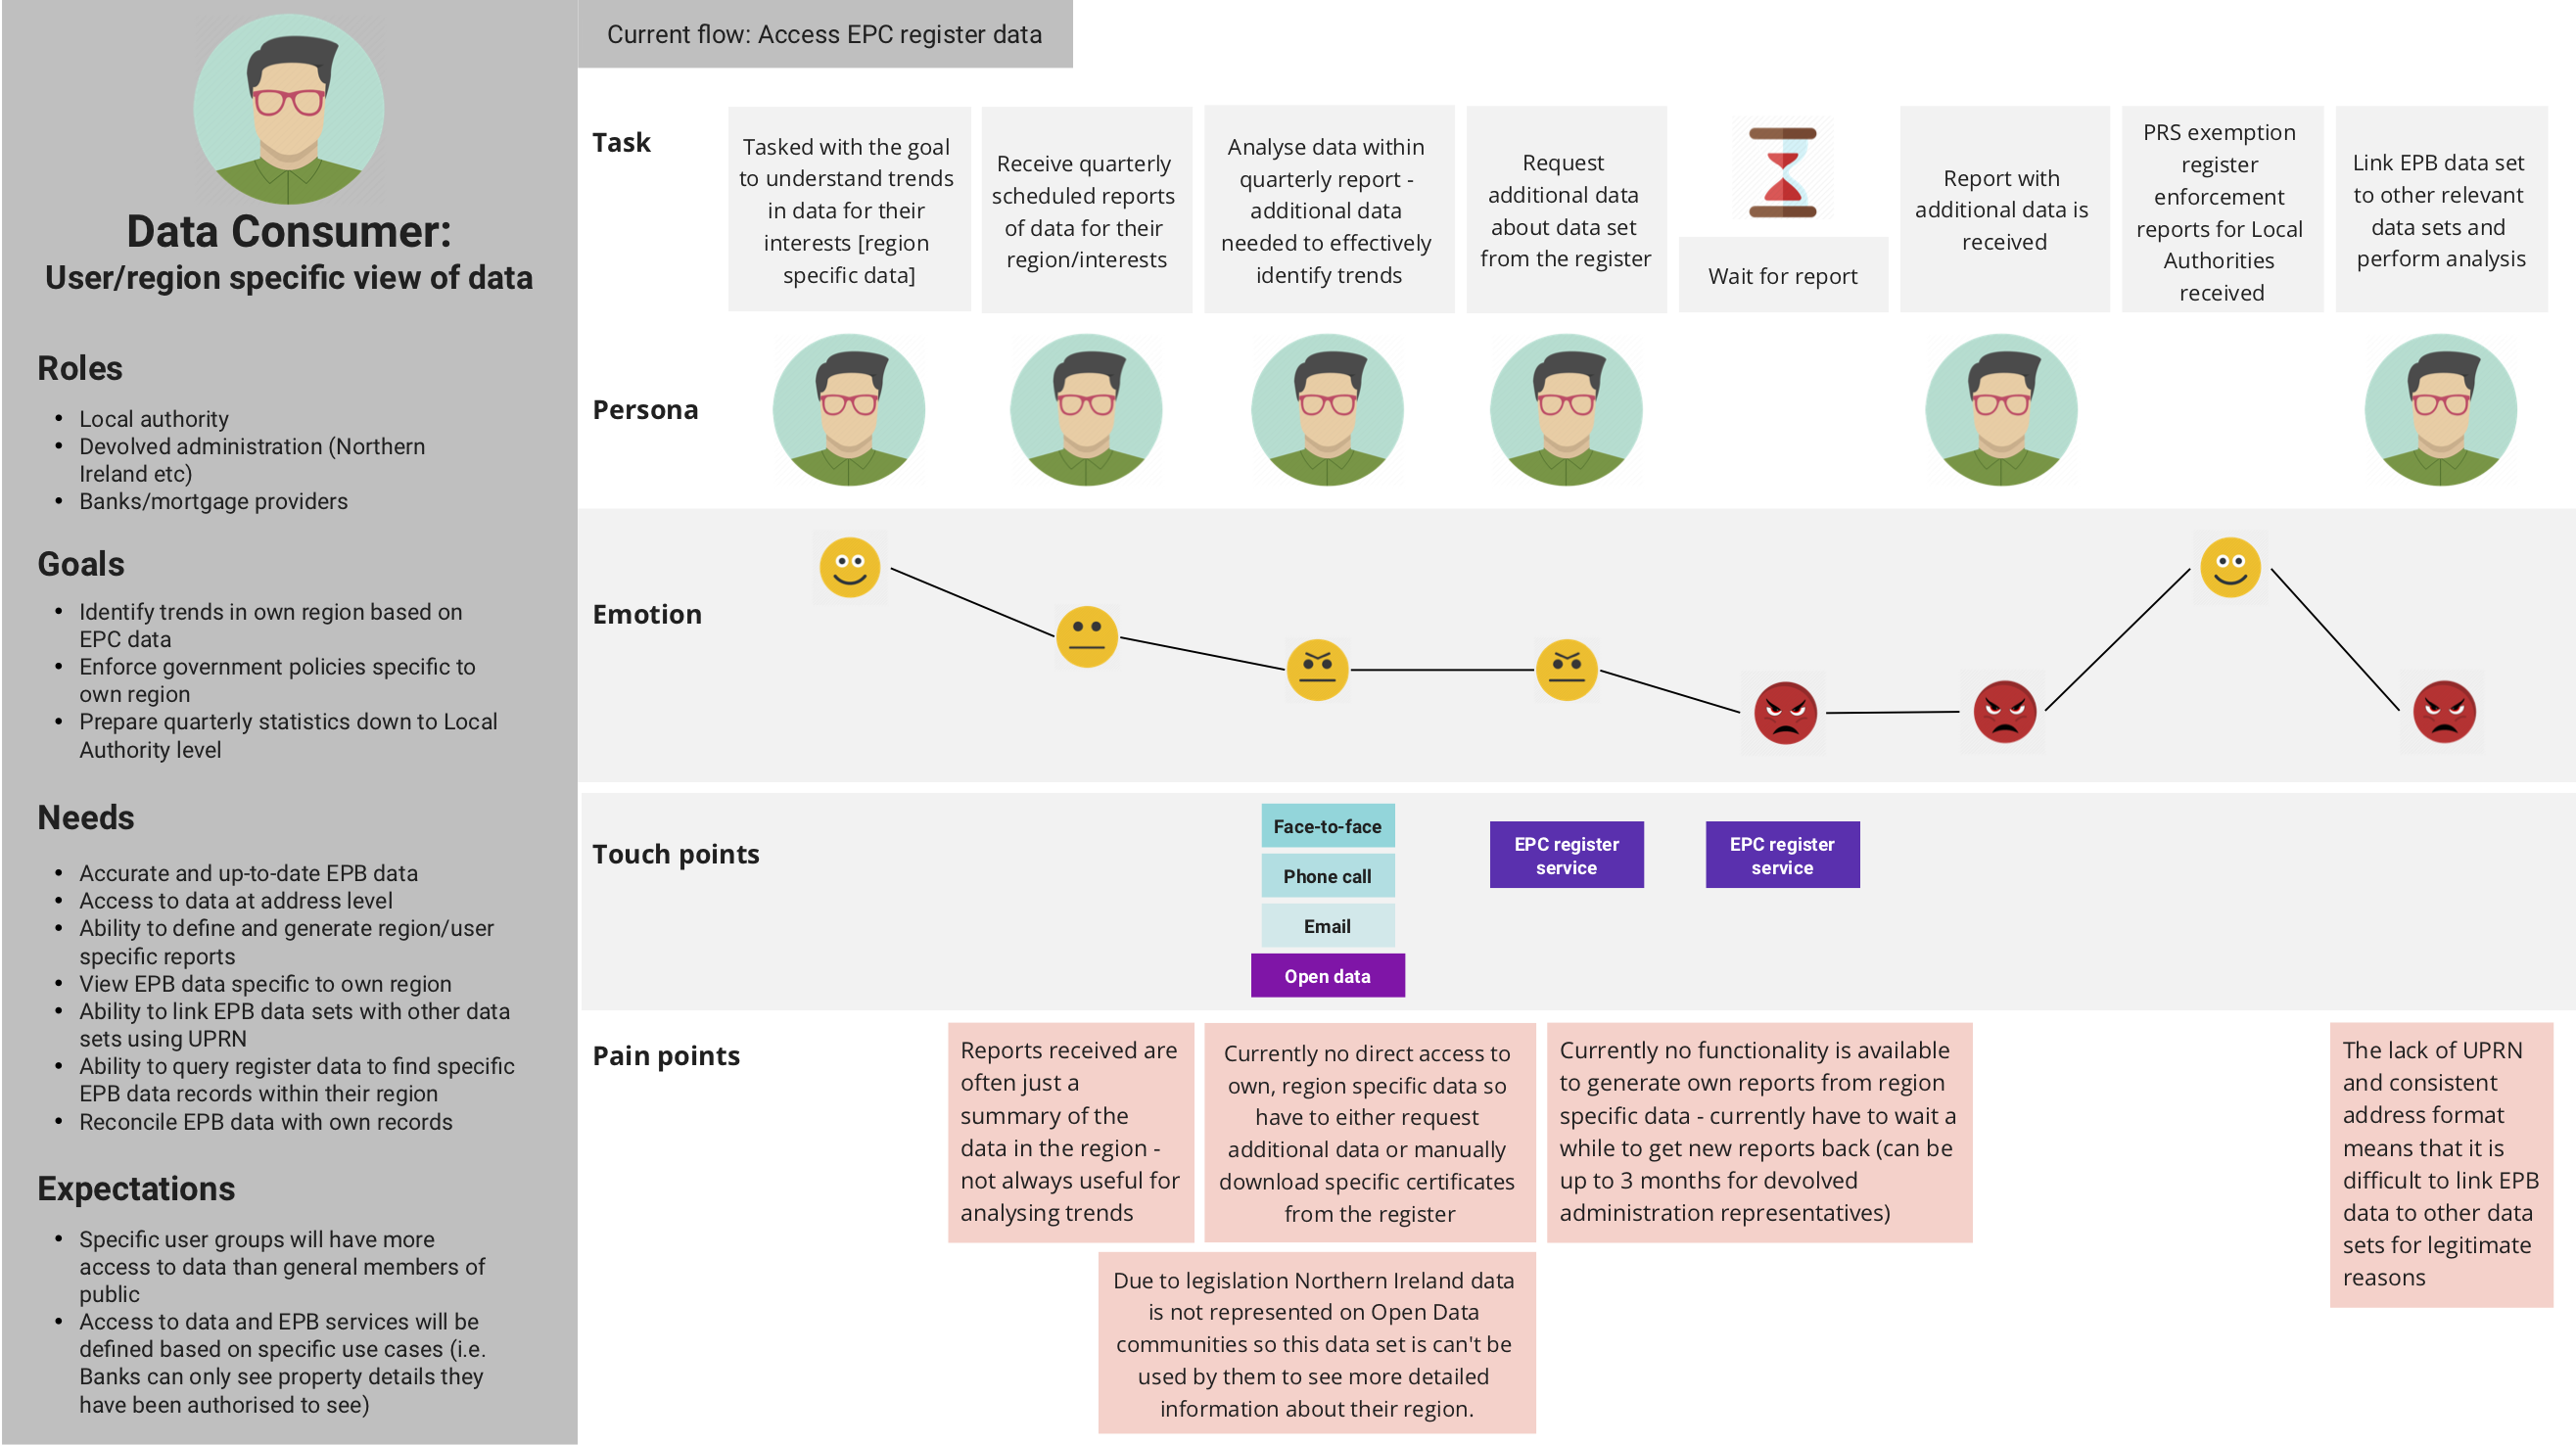 Data Consumer:
User/region specific view of data
Roles
• Local authority
• Devolved administration (Northern
Ireland etc)
• Banks/mortgage providers
Goals
• Identify trends in own region based on
EPC data
• Enforce government policies specific to
own region
• Prepare quarterly statistics down to Local
Authority level
Needs
• Accurate and up-to-date EPB data
• Access to data at address level
• Ability to define and generate region/user
specific reports
• View EPB data specific to own region
• Ability to link EPB data sets with other data
sets using UPRN
• Ability to query register data to find specific
EPB data records within their region
• Reconcile EPB data with own records
Expectations
• Specific user groups will have more
access to data than general members of
public
• Access to data and EPB services will be
defined based on specific use cases (i.e.
Banks can only see property details they
have been authorised to see)
Current flow: Access EPC register data
Task
Tasked with the goal
to understand trends
in data for their
interests [region
specific data]
Receive quarterly
scheduled reports
of data for their
region/interests
Analyse data within
quarterly report -
additional data
needed to effectively
identify trends
Request
additional data
about data set
from the register
Wait for report
Report with
additional data is
received
PRS exemption
register
enforcement
reports for Local
Authorities
received
Link EPB data set
to other relevant
data sets and
perform analysis
Persona
Emotion
Touch points
Face-to-face
Phone call
Email
Open data
EPC register
service
EPC register
service
Pain points
Reports received are
often just a
summary of the
data in the region -
not always useful for
analysing trends
Currently no direct access to
own, region specific data so
have to either request
additional data or manually
download specific certificates
from the register
Due to legislation Northern Ireland data
is not represented on Open Data
communities so this data set is can't be
used by them to see more detailed
information about their region.
Currently no functionality is available
to generate own reports from region
specific data - currently have to wait a
while to get new reports back (can be
up to 3 months for devolved
administration representatives)
The lack of UPRN
and consistent
address format
means that it is
difficult to link EPB
data to other data
sets for legitimate
reasons